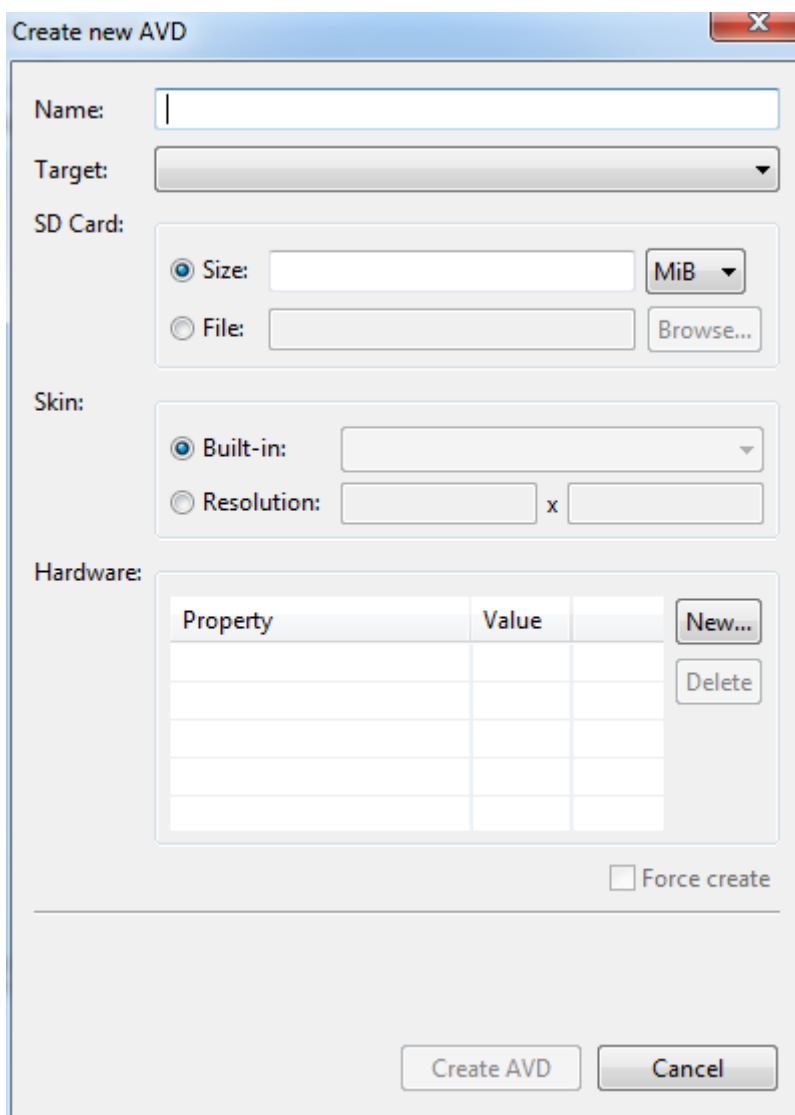 Create new AVD
X
Name:
Target:
SD Card:
Size: MiB
File: Browse...
Skin:
Built-in:
Resolution: x
Hardware:
Property Value New...
Delete
Force create
Create AVD Cancel